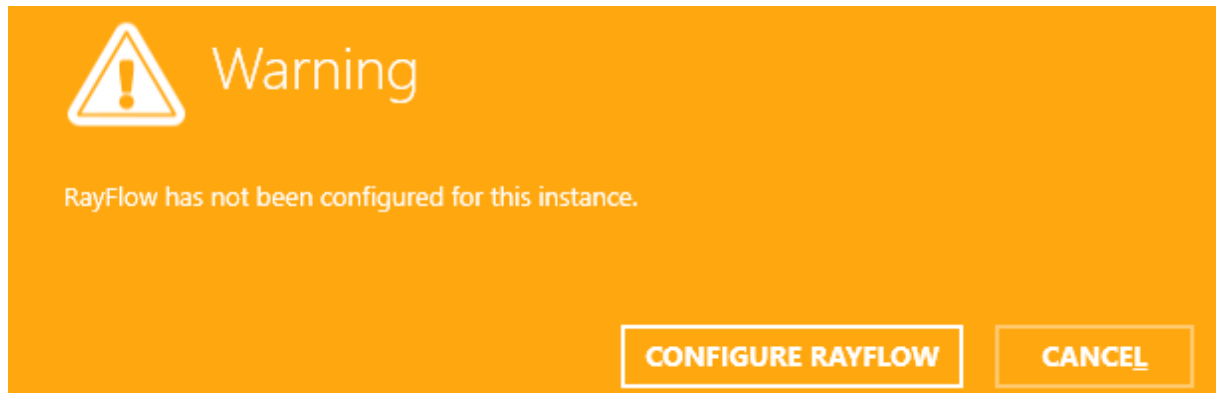 Warning
RayFlow has not been configured for this instance.
CONFIGURE RAYFLOW
CANCEL